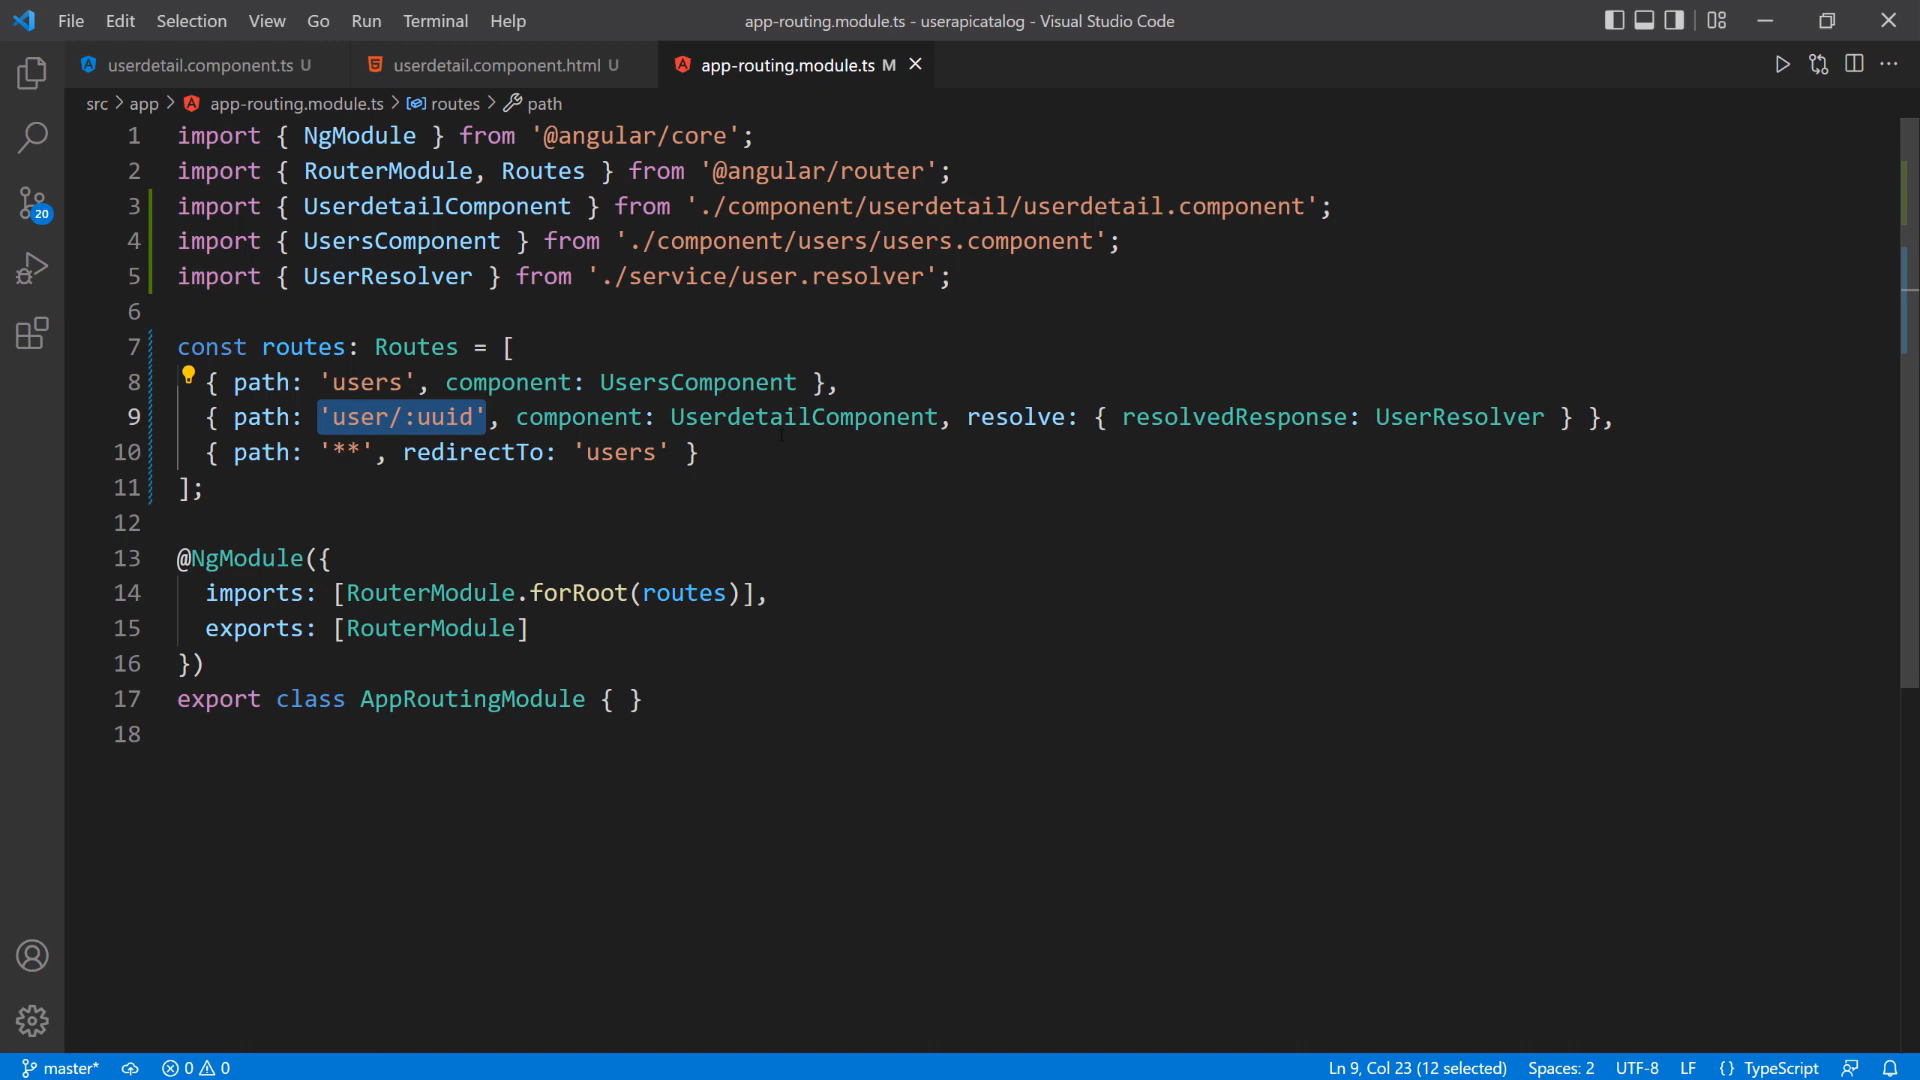 File Edit Selection View Go Run Terminal Help app-routing.module.ts - userapicatalog - Visual Studio Code
userdetail.component.ts U userdetail.component.html U app-routing.module.ts M
src > app > app-routing.module.ts > routes > path
1 import { NgModule } from '@angular/core';
2 import { RouterModule, Routes } from '@angular/router';
3 import { UserdetailComponent } from './component/userdetail/userdetail.component';
4 import { UsersComponent } from './component/users/users.component';
5 import { UserResolver } from './service/user.resolver';
6
7 const routes: Routes = [
8 { path: 'users', component: UsersComponent },
9 { path: 'user/:uuid', component: UserdetailComponent, resolve: { resolvedResponse: UserResolver } },
10 { path: '**', redirectTo: 'users' }
11 ];
12
13 @NgModule({
14 imports: [RouterModule.forRoot(routes)],
15 exports: [RouterModule]
16 })
17 export class AppRoutingModule { }
18
20
master* 0 0 Ln 9, Col 23 (12 selected) Spaces: 2 UTF-8 LF {} TypeScript